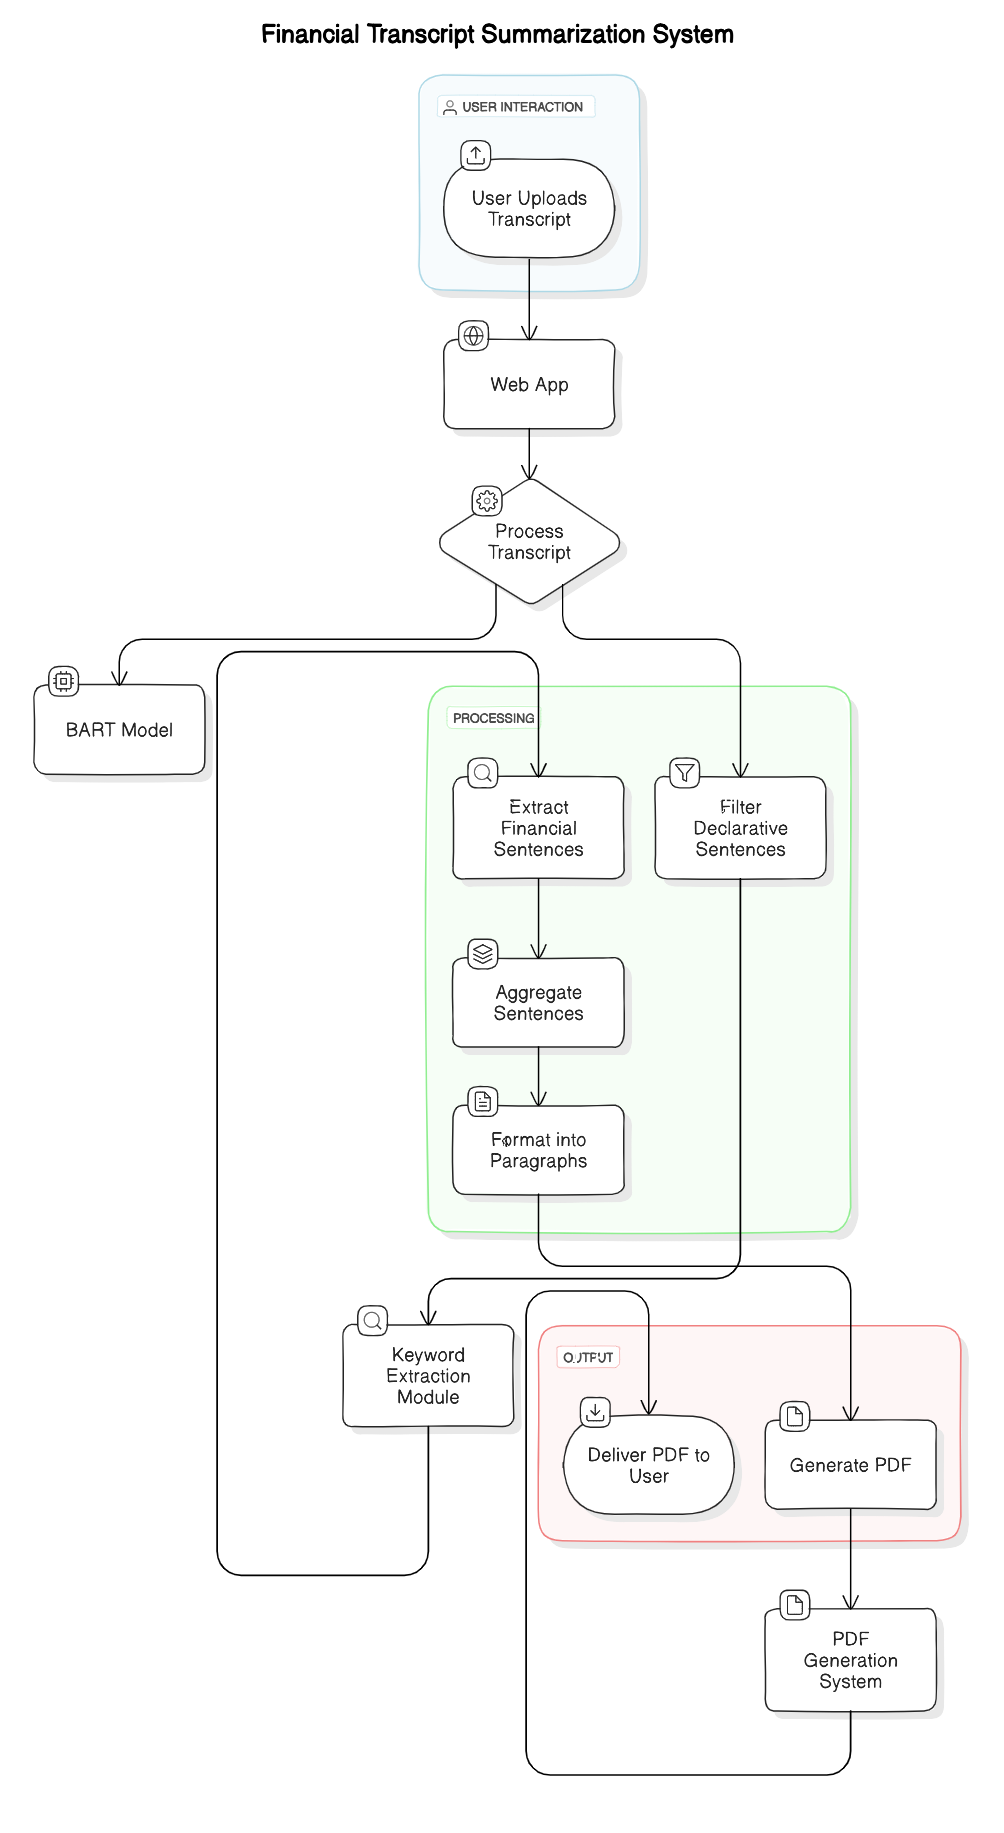 Financial Transcript Summarization System
USER INTERACTION
User Uploads
Transcript
Web App
Process
Transcript
BART Model
PROCESSING
Extract
Financial
Sentences
Filter
Declarative
Sentences
Aggregate
Sentences
Format into
Paragraphs
Keyword
Extraction
Module
OUTPUT
Deliver PDF to
User
Generate PDF
PDF
Generation
System